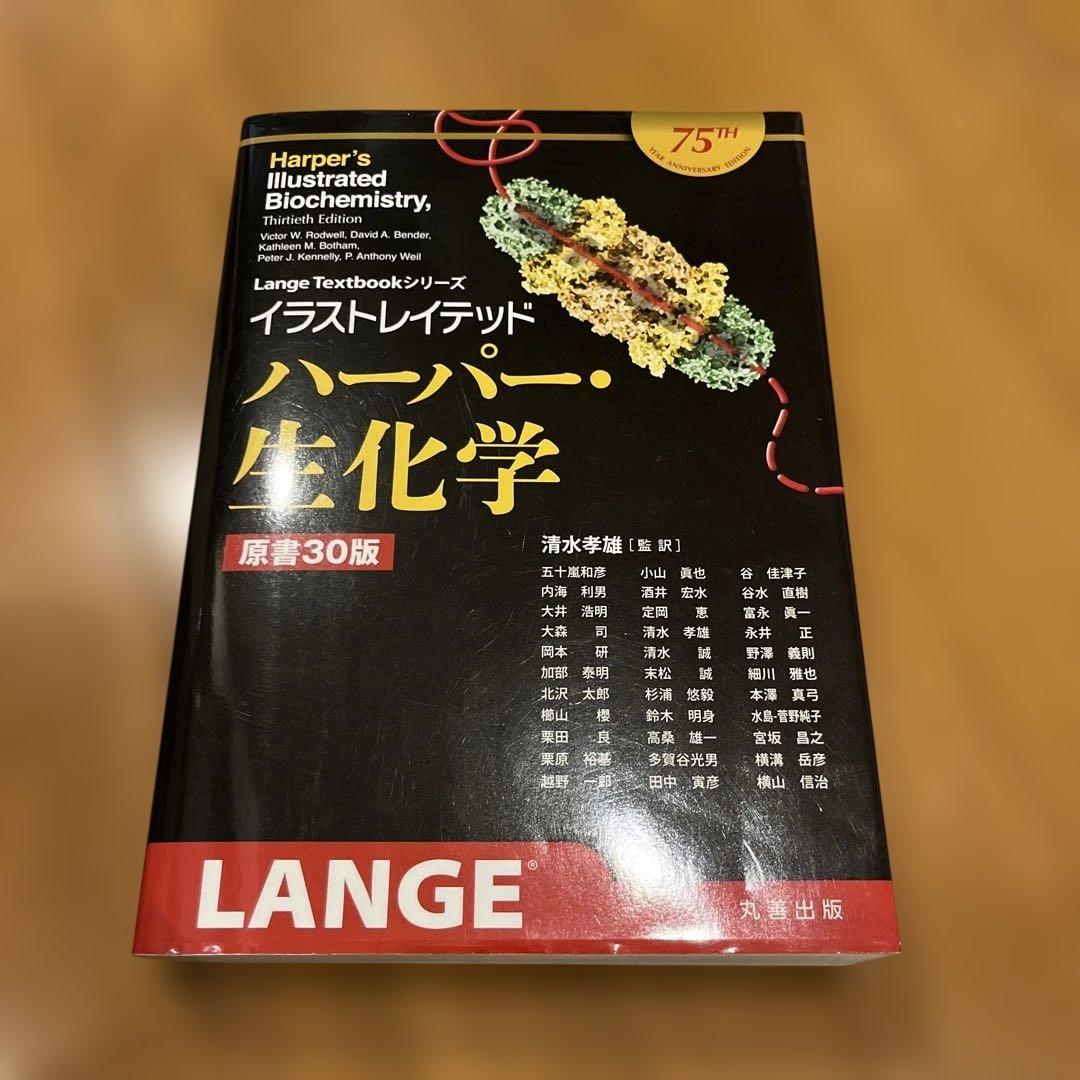 75TH
YEAR ANNIVERSARY EDITION
Harper's
Illustrated
Biochemistry,
Thirtieth Edition
Victor W. Rodwell, David A. Bender,
Kathleen M. Botham,
Peter J. Kennelly, P. Anthony Weil
Lange Textbookシリーズ
イラストレイテッド
ハーパー・
生化学
原書30版
清水孝雄［監訳］
五十嵐和彦 小山 眞也 谷 佳津子
内海 利男 酒井 宏水 谷水 直樹
大井 浩明 定岡 恵 富永 眞一
大森 司 清水 孝雄 永井 正
岡本 研 清水 誠 野澤 義則
加部 泰明 末松 誠 細川 雅也
北沢 太郎 杉浦 悠毅 本澤 真弓
櫛山 櫻 鈴木 明身 水島-菅野純子
栗田 良 高桑 雄一 宮坂 昌之
栗原 裕基 多賀谷光男 横溝 岳彦
越野 一郎 田中 寅彦 横山 信治
LANGE®
丸善出版